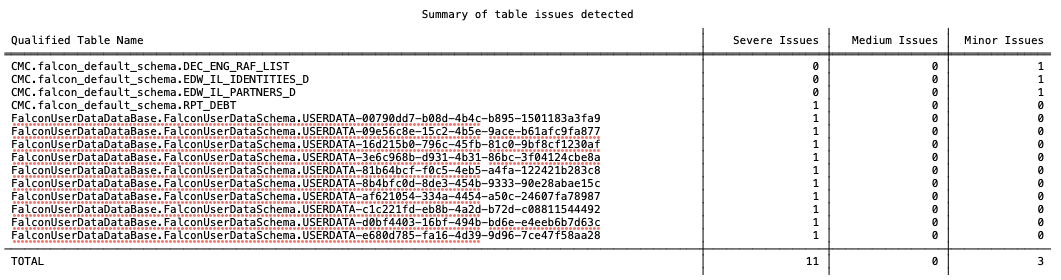 Summary of table issues detected
Qualified Table Name Severe Issues Medium Issues Minor Issues
CMC.falcon_default_schema.DEC_ENG_RAF_LIST 0 0 1
CMC.falcon_default_schema.EDW_IL_IDENTITIES_D 0 0 1
CMC.falcon_default_schema.EDW_IL_PARTNERS_D 0 0 1
CMC.falcon_default_schema.RPT_DEBT 1 0 0
FalconUserDataDataBase.FalconUserDataSchema.USERDATA-00790dd7-b08d-4b4c-b895-1501183a3fa9 1 0 0
FalconUserDataDataBase.FalconUserDataSchema.USERDATA-09e56c8e-15c2-4b5e-9ace-b61afc9fa877 1 0 0
FalconUserDataDataBase.FalconUserDataSchema.USERDATA-16d215b0-796c-45fb-81c0-9bf8cf1230af 1 0 0
FalconUserDataDataBase.FalconUserDataSchema.USERDATA-3e6c968b-d931-4b31-86bc-3f04124cbe8a 1 0 0
FalconUserDataDataBase.FalconUserDataSchema.USERDATA-81b64bcf-f0c5-4eb5-a4fa-122421b283c8 1 0 0
FalconUserDataDataBase.FalconUserDataSchema.USERDATA-8b4bfc0d-8de3-454b-9333-90e28abae15c 1 0 0
FalconUserDataDataBase.FalconUserDataSchema.USERDATA-af621054-334a-4454-a50c-24607fa78987 1 0 0
FalconUserDataDataBase.FalconUserDataSchema.USERDATA-c1c221fd-eb8b-4a2d-b72d-c08811544492 1 0 0
FalconUserDataDataBase.FalconUserDataSchema.USERDATA-d0bf4403-16bf-494b-bd6e-e4eeb6b7d63c 1 0 0
FalconUserDataDataBase.FalconUserDataSchema.USERDATA-e680d785-fa16-4d39-9d96-7ce47f58aa28 1 0 0
TOTAL 11 0 3